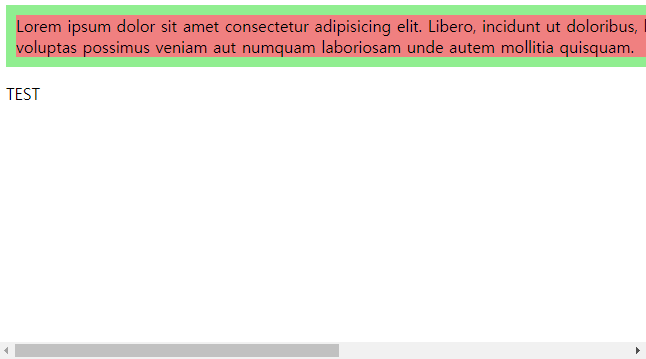 Lorem ipsum dolor sit amet consectetur adipisicing elit. Libero, incidunt ut doloribus,
voluptas possimus veniam aut numquam laboriosam unde autem mollitia quisquam.
TEST